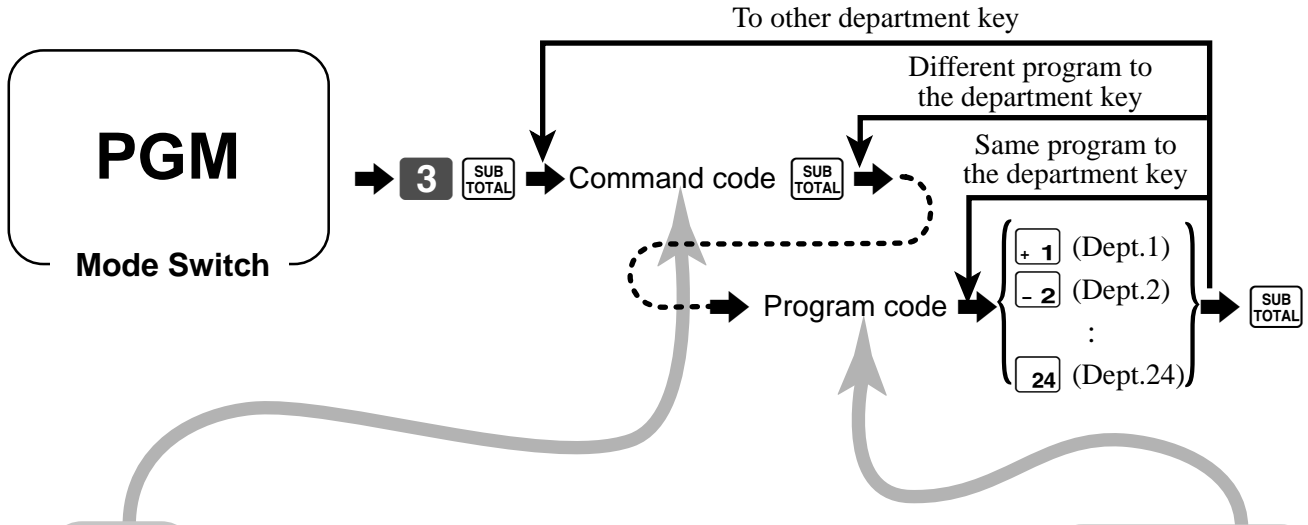 To other department key
Different program to
the department key
Same program to
the department key
PGM
Mode Switch
3 SUB TOTAL Command code SUB TOTAL
+ 1 (Dept.1)
- 2 (Dept.2)
:
24 (Dept.24)
Program code
SUB TOTAL